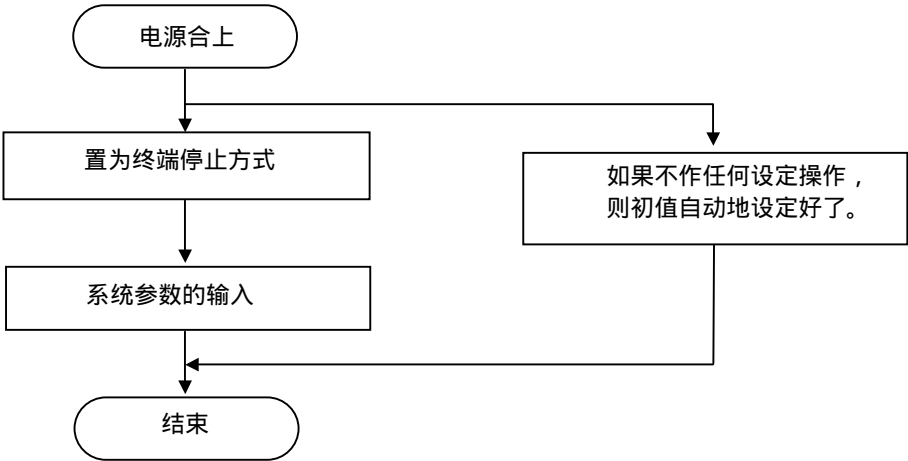 电源合上
置为终端停止方式
如果不作任何设定操作，
则初值自动地设定好了。
系统参数的输入
结束